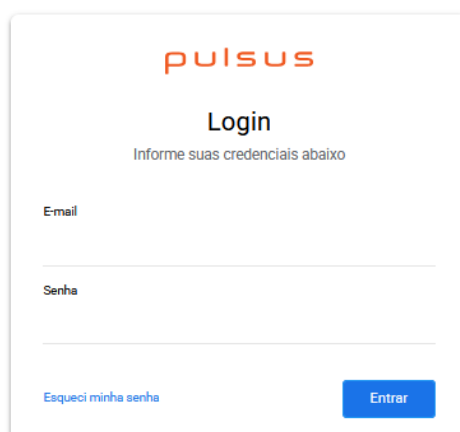 pulsus
Login
Informe suas credenciais abaixo
E-mail
Senha
Esqueci minha senha
Entrar